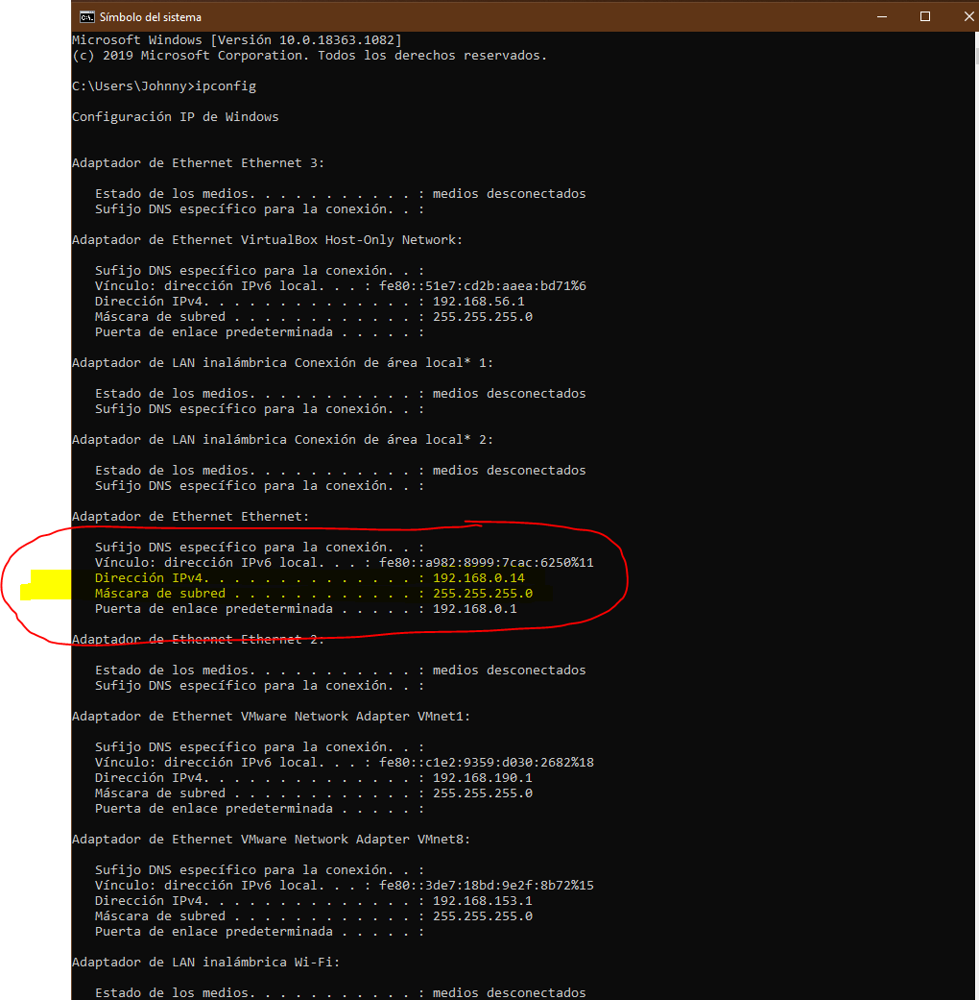 Símbolo del sistema
Microsoft Windows [Versión 10.0.18363.1082]
(c) 2019 Microsoft Corporation. Todos los derechos reservados.
C:\Users\Johnny>ipconfig
Configuración IP de Windows
Adaptador de Ethernet Ethernet 3:
Estado de los medios. . . . . . . . . . . : medios desconectados
Sufijo DNS específico para la conexión. . :
Adaptador de Ethernet VirtualBox Host-Only Network:
Sufijo DNS específico para la conexión. . :
Vínculo: dirección IPv6 local. . . : fe80::51e7:cd2b:aaea:bd71%6
Dirección IPv4. . . . . . . . . . . . . . : 192.168.56.1
Máscara de subred . . . . . . . . . . . . : 255.255.255.0
Puerta de enlace predeterminada . . . . . :
Adaptador de LAN inalámbrica Conexión de área local* 1:
Estado de los medios. . . . . . . . . . . : medios desconectados
Sufijo DNS específico para la conexión. . :
Adaptador de LAN inalámbrica Conexión de área local* 2:
Estado de los medios. . . . . . . . . . . : medios desconectados
Sufijo DNS específico para la conexión. . :
Adaptador de Ethernet Ethernet:
Sufijo DNS específico para la conexión. . :
Vínculo: dirección IPv6 local. . . : fe80::a982:8999:7cac:6250%11
Dirección IPv4. . . . . . . . . . . . . . : 192.168.0.14
Máscara de subred . . . . . . . . . . . . : 255.255.255.0
Puerta de enlace predeterminada . . . . . : 192.168.0.1
Adaptador de Ethernet Ethernet 2:
Estado de los medios. . . . . . . . . . . : medios desconectados
Sufijo DNS específico para la conexión. . :
Adaptador de Ethernet VMware Network Adapter VMnet1:
Sufijo DNS específico para la conexión. . :
Vínculo: dirección IPv6 local. . . : fe80::c1e2:9359:d030:2682%18
Dirección IPv4. . . . . . . . . . . . . . : 192.168.190.1
Máscara de subred . . . . . . . . . . . . : 255.255.255.0
Puerta de enlace predeterminada . . . . . :
Adaptador de Ethernet VMware Network Adapter VMnet8:
Sufijo DNS específico para la conexión. . :
Vínculo: dirección IPv6 local. . . : fe80::3de7:18bd:9e2f:8b72%15
Dirección IPv4. . . . . . . . . . . . . . : 192.168.153.1
Máscara de subred . . . . . . . . . . . . : 255.255.255.0
Puerta de enlace predeterminada . . . . . :
Adaptador de LAN inalámbrica Wi-Fi:
Estado de los medios. . . . . . . . . . . : medios desconectados